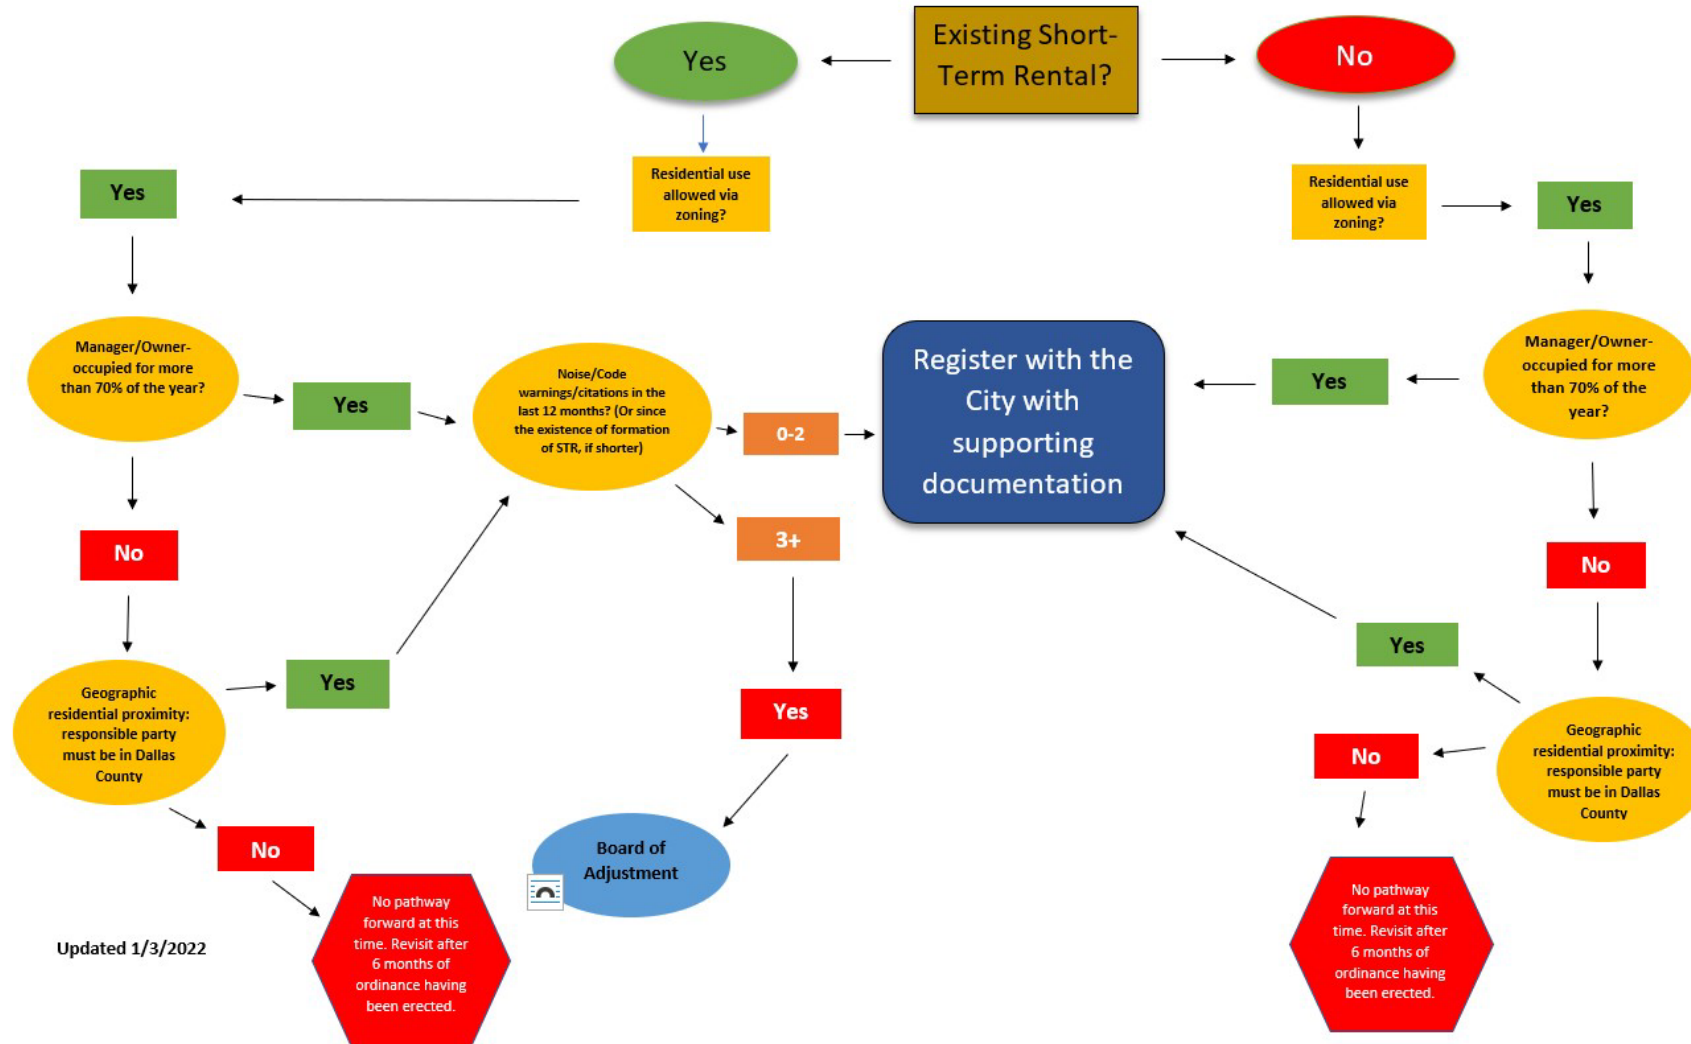 Existing Short-
Term Rental?
Yes
No
Residential use
allowed via
zoning?
Yes
Residential use
allowed via
zoning?
Yes
Manager/Owner-
occupied for more
than 70% of the year?
Yes
Noise/Code
warnings/citations in the
last 12 months? (Or since
the existence of formation
of STR, if shorter)
0-2
3+
Register with the
City with
supporting
documentation
Yes
Manager/Owner-
occupied for more
than 70% of the
year?
No
No
Geographic
residential proximity:
responsible party
must be in Dallas
County
Yes
Yes
Yes
No
Geographic
residential proximity:
responsible party
must be in Dallas
County
No
Board of
Adjustment
No pathway
forward at this
time. Revisit after
6 months of
ordinance having
been erected.
No pathway
forward at this
time. Revisit after
6 months of
ordinance having
been erected.
Updated 1/3/2022